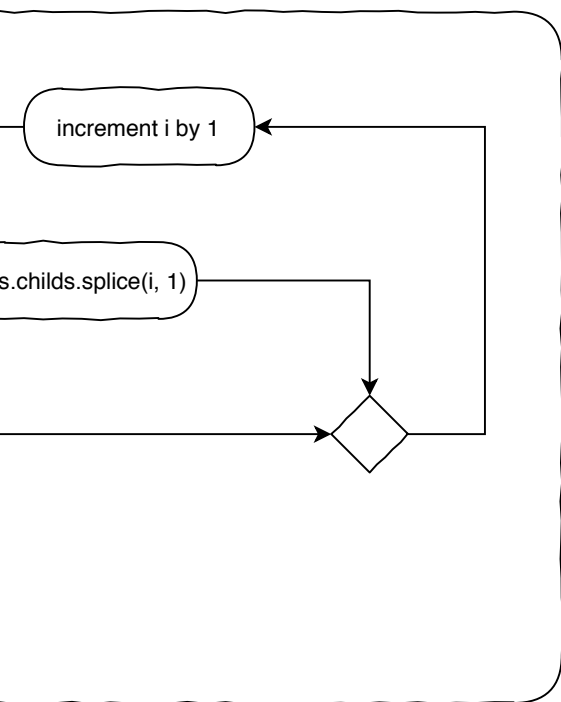 increment i by 1
s.childs.splice(i, 1)